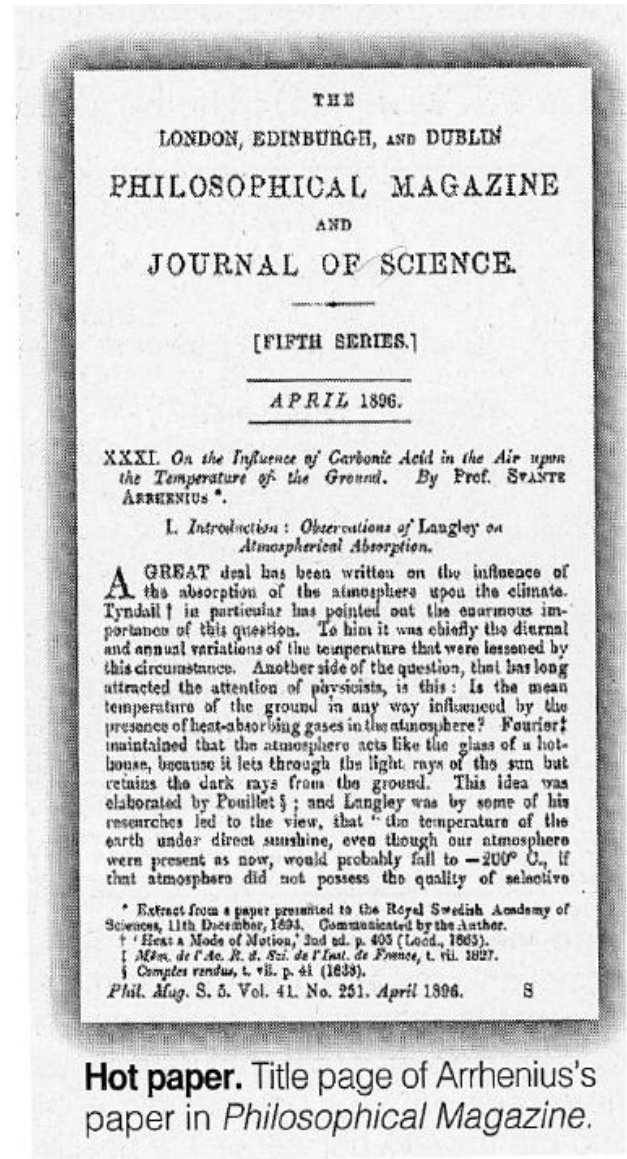 THE
LONDON, EDINBURGH, AND DUBLIN
PHILOSOPHICAL MAGAZINE
AND
JOURNAL OF SCIENCE.
[FIFTH SERIES.]
APRIL 1896.
XXXI. On the Influence of Carbonic Acid in the Air upon
the Temperature of the Ground. By Prof. SVANTE
ARRHENIUS *.
I. Introduction : Observations of Langley on
Atmospherical Absorption.
A GREAT deal has been written on the influence of
the absorption of the atmosphere upon the climate.
Tyndall † in particular has pointed out the enormous im-
portance of this question. To him it was chiefly the diurnal
and annual variations of the temperature that were lessened by
this circumstance. Another side of the question, that has long
attracted the attention of physicists, is this : Is the mean
temperature of the ground in any way influenced by the
presence of heat-absorbing gases in the atmosphere? Fourier‡
maintained that the atmosphere acts like the glass of a hot-
house, because it lets through the light rays of the sun but
retains the dark rays from the ground. This idea was
elaborated by Pouillet § ; and Langley was by some of his
researches led to the view, that "the temperature of the
earth under direct sunshine, even though our atmosphere
were present as now, would probably fall to −200° C., if
that atmosphere did not possess the quality of selective
* Extract from a paper presented to the Royal Swedish Academy of
Sciences, 11th December, 1895. Communicated by the Author.
† 'Heat a Mode of Motion,' 2nd ed. p. 405 (Lond., 1865).
‡ Mém. de l'Ac. R. d. Sci. de l'Inst. de France, t. vii. 1827.
§ Comptes rendus, t. vii. p. 41 (1838).
Phil. Mag. S. 5. Vol. 41. No. 251. April 1896. S
Hot paper. Title page of Arrhenius's
paper in Philosophical Magazine.